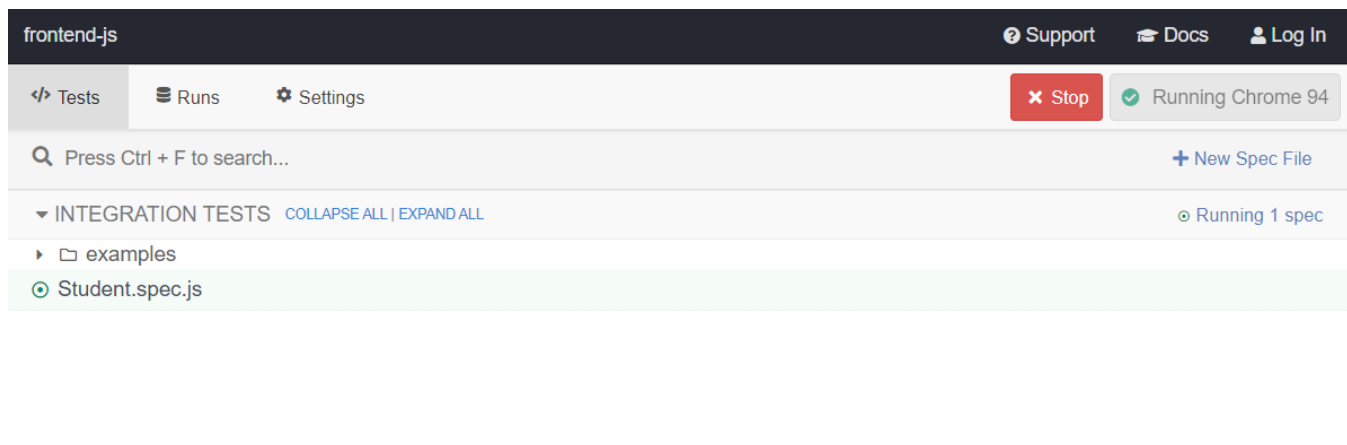 frontend-js Support Docs Log In
Tests Runs Settings Stop Running Chrome 94
Press Ctrl + F to search... New Spec File
INTEGRATION TESTS COLLAPSE ALL | EXPAND ALL Running 1 spec
examples
Student.spec.js